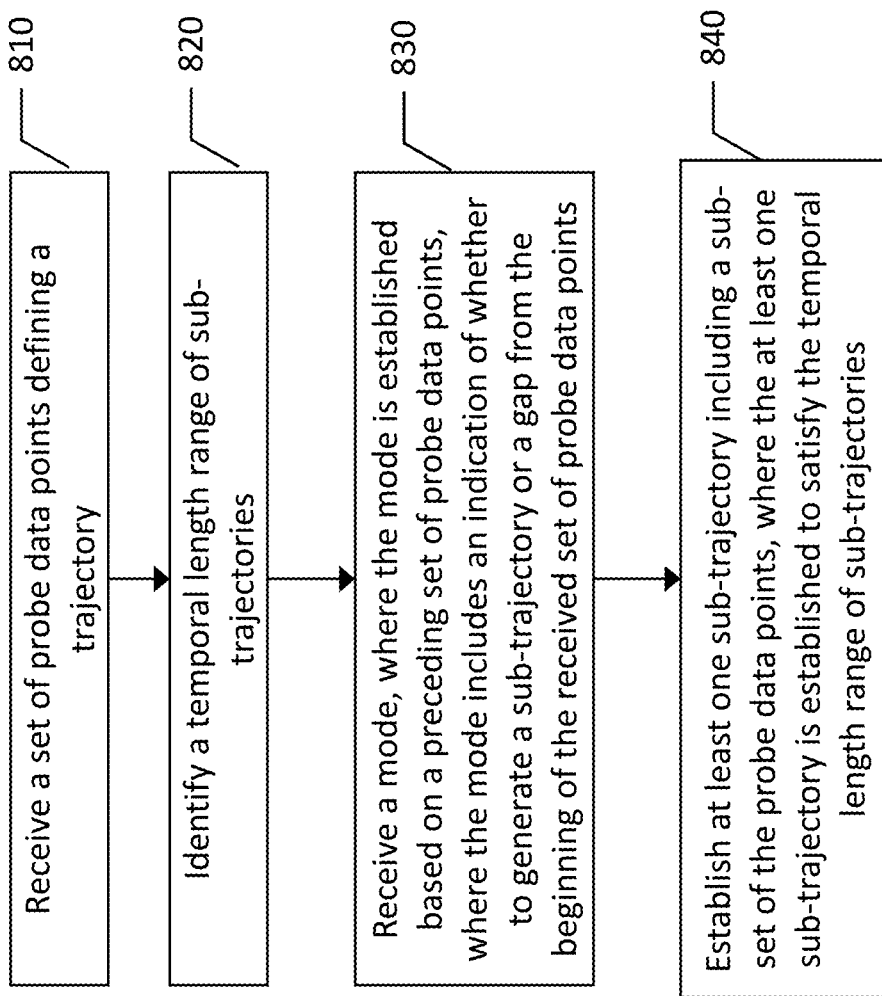 Receive a set of probe data points defining a
trajectory
810
Identify a temporal length range of sub-
trajectories
820
Receive a mode, where the mode is established
based on a preceding set of probe data points,
where the mode includes an indication of whether
to generate a sub-trajectory or a gap from the
beginning of the received set of probe data points
830
Establish at least one sub-trajectory including a sub-
set of the probe data points, where the at least one
sub-trajectory is established to satisfy the temporal
length range of sub-trajectories
840